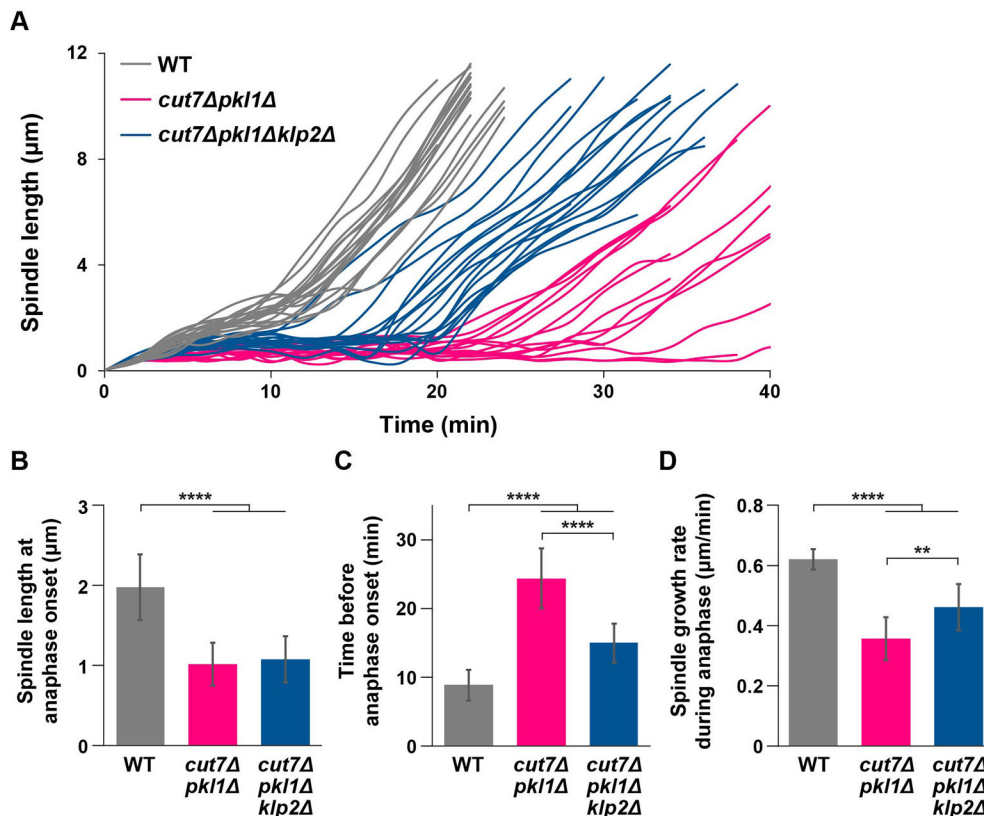 A
12
8
4
0
Spindle length (µm)
WT
cut7Δpkl1Δ
cut7Δpkl1Δklp2Δ
0 10 20 30 40
Time (min)
B
****
3
2
1
0
Spindle length at
anaphase onset (µm)
WT
cut7Δ
pkl1Δ
cut7Δ
pkl1Δ
klp2Δ
C
****
****
30
20
10
0
Time before
anaphase onset (min)
WT
cut7Δ
pkl1Δ
cut7Δ
pkl1Δ
klp2Δ
D
****
**
0.8
0.6
0.4
0.2
0
Spindle growth rate
during anaphase (µm/min)
WT
cut7Δ
pkl1Δ
cut7Δ
pkl1Δ
klp2Δ